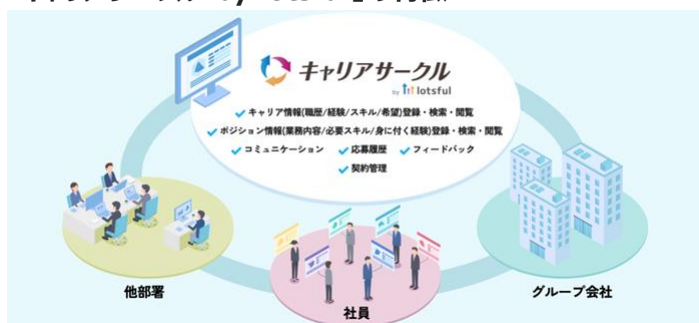 キャリアサークル
by lotsful
キャリア情報(職歴/経験/スキル/希望)登録・検索・閲覧
ポジション情報(業務内容/必要スキル/身に付く経験)登録・検索・閲覧
コミュニケーション 応募履歴 フィードバック
契約管理
他部署
社員
グループ会社